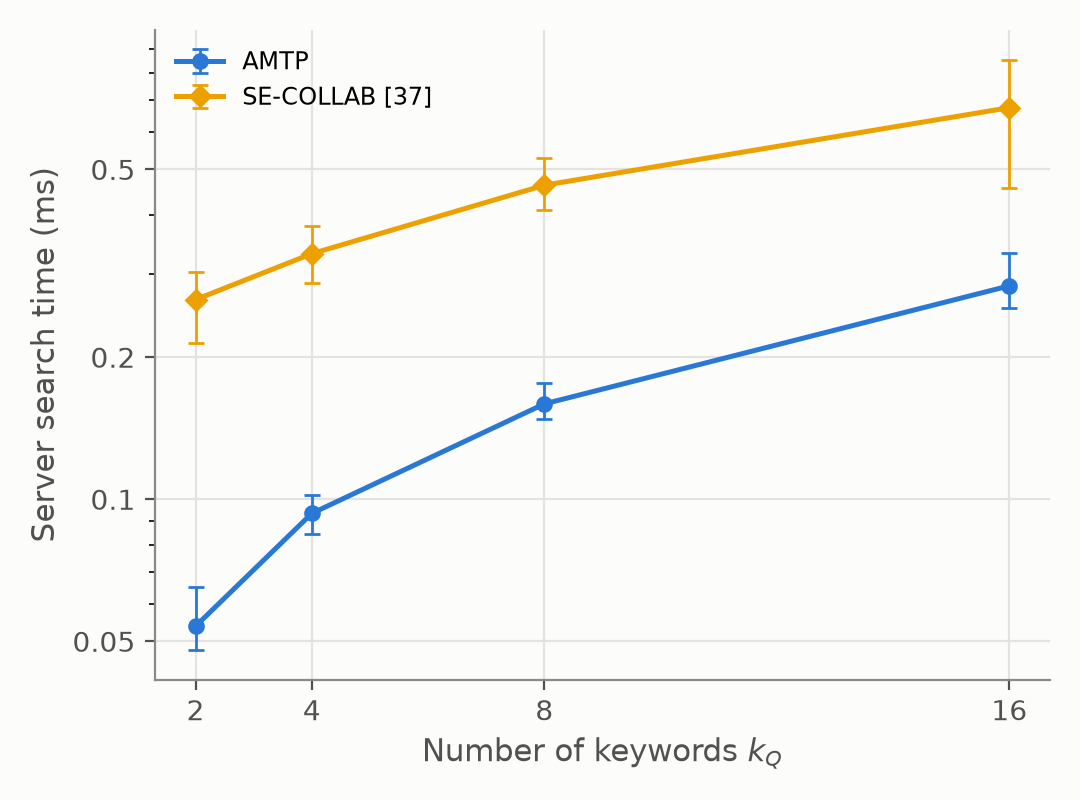 AMTP
SE-COLLAB [37]
0.5
0.2
0.1
0.05
Server search time (ms)
2 4 8 16
Number of keywords k_Q